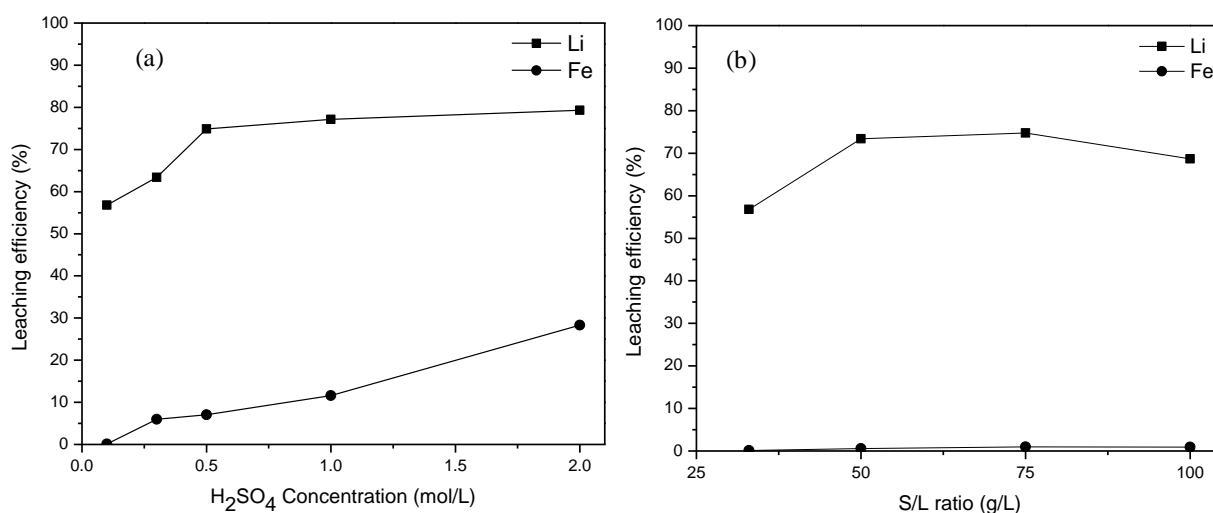 (a)
Li
Fe
100
90
80
70
60
50
40
30
20
10
0
Leaching efficiency (%)
0.0 0.5 1.0 1.5 2.0
H₂SO₄ Concentration (mol/L)
(b)
Li
Fe
100
90
80
70
60
50
40
30
20
10
0
Leaching efficiency (%)
25 50 75 100
S/L ratio (g/L)